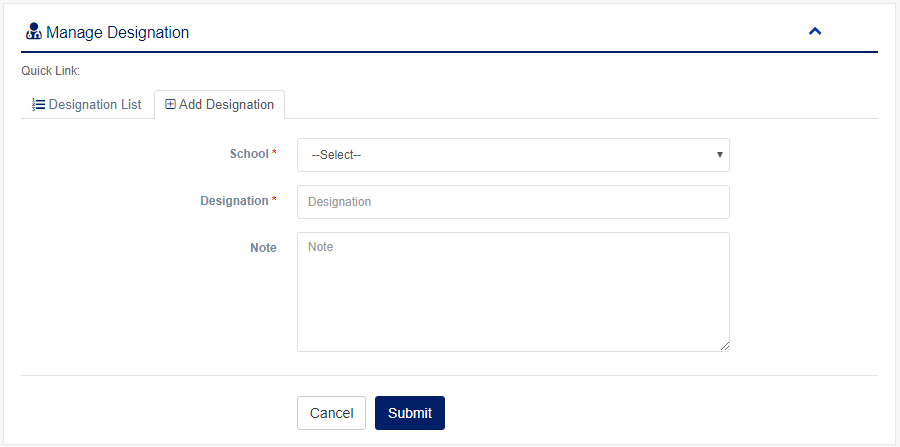 Manage Designation
Quick Link:
Designation List
Add Designation
School *
--Select--
Designation *
Designation
Note
Note
Cancel
Submit